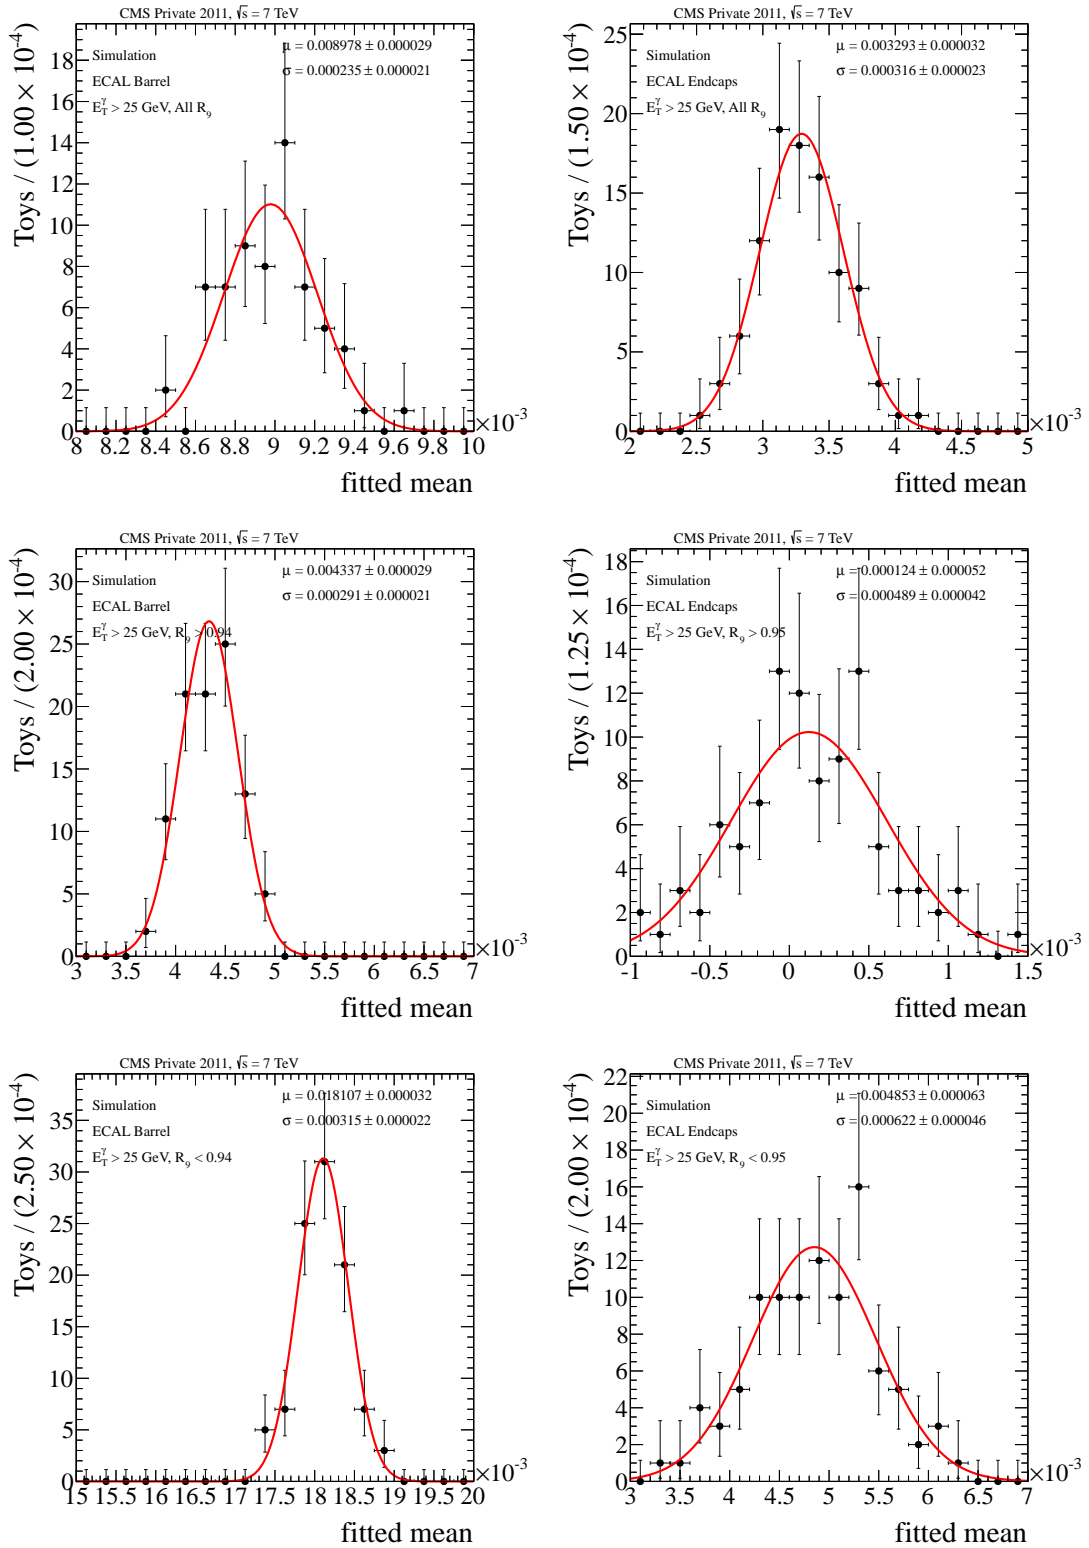 CMS Private 2011, √s = 7 TeV
Simulation
ECAL Barrel
E_T^γ > 25 GeV, All R_9
μ = 0.008978 ± 0.000029
σ = 0.000235 ± 0.000021
Toys / (1.00 × 10^-4)
0 2 4 6 8 10 12 14 16 18
8 8.2 8.4 8.6 8.8 9 9.2 9.4 9.6 9.8 10
×10^-3
fitted mean
CMS Private 2011, √s = 7 TeV
Simulation
ECAL Endcaps
E_T^γ > 25 GeV, All R_9
μ = 0.003293 ± 0.000032
σ = 0.000316 ± 0.000023
Toys / (1.50 × 10^-4)
0 5 10 15 20 25
2 2.5 3 3.5 4 4.5 5
×10^-3
fitted mean
CMS Private 2011, √s = 7 TeV
Simulation
ECAL Barrel
E_T^γ > 25 GeV, R_9 > 0.94
μ = 0.004337 ± 0.000029
σ = 0.000291 ± 0.000021
Toys / (2.00 × 10^-4)
0 5 10 15 20 25 30
3 3.5 4 4.5 5 5.5 6 6.5 7
×10^-3
fitted mean
CMS Private 2011, √s = 7 TeV
Simulation
ECAL Endcaps
E_T^γ > 25 GeV, R_9 > 0.95
μ = 0.000124 ± 0.000052
σ = 0.000489 ± 0.000042
Toys / (1.25 × 10^-4)
0 2 4 6 8 10 12 14 16 18
-1 -0.5 0 0.5 1 1.5
×10^-3
fitted mean
CMS Private 2011, √s = 7 TeV
Simulation
ECAL Barrel
E_T^γ > 25 GeV, R_9 < 0.94
μ = 0.018107 ± 0.000032
σ = 0.000315 ± 0.000022
Toys / (2.50 × 10^-4)
0 5 10 15 20 25 30 35
15 15.5 16 16.5 17 17.5 18 18.5 19 19.5 20
×10^-3
fitted mean
CMS Private 2011, √s = 7 TeV
Simulation
ECAL Endcaps
E_T^γ > 25 GeV, R_9 < 0.95
μ = 0.004853 ± 0.000063
σ = 0.000622 ± 0.000046
Toys / (2.00 × 10^-4)
0 2 4 6 8 10 12 14 16 18 20 22
3 3.5 4 4.5 5 5.5 6 6.5 7
×10^-3
fitted mean